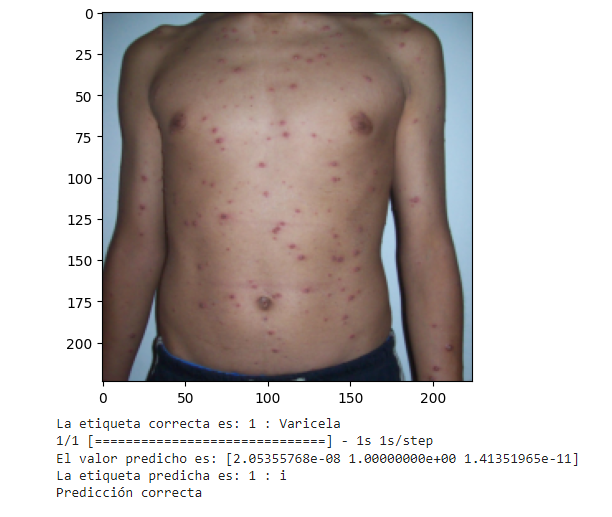 0
25
50
75
100
125
150
175
200
0 50 100 150 200
La etiqueta correcta es: 1 : Varicela
1/1 [==============================] - 1s 1s/step
El valor predicho es: [2.05355768e-08 1.00000000e+00 1.41351965e-11]
La etiqueta predicha es: 1 : i
Predicción correcta